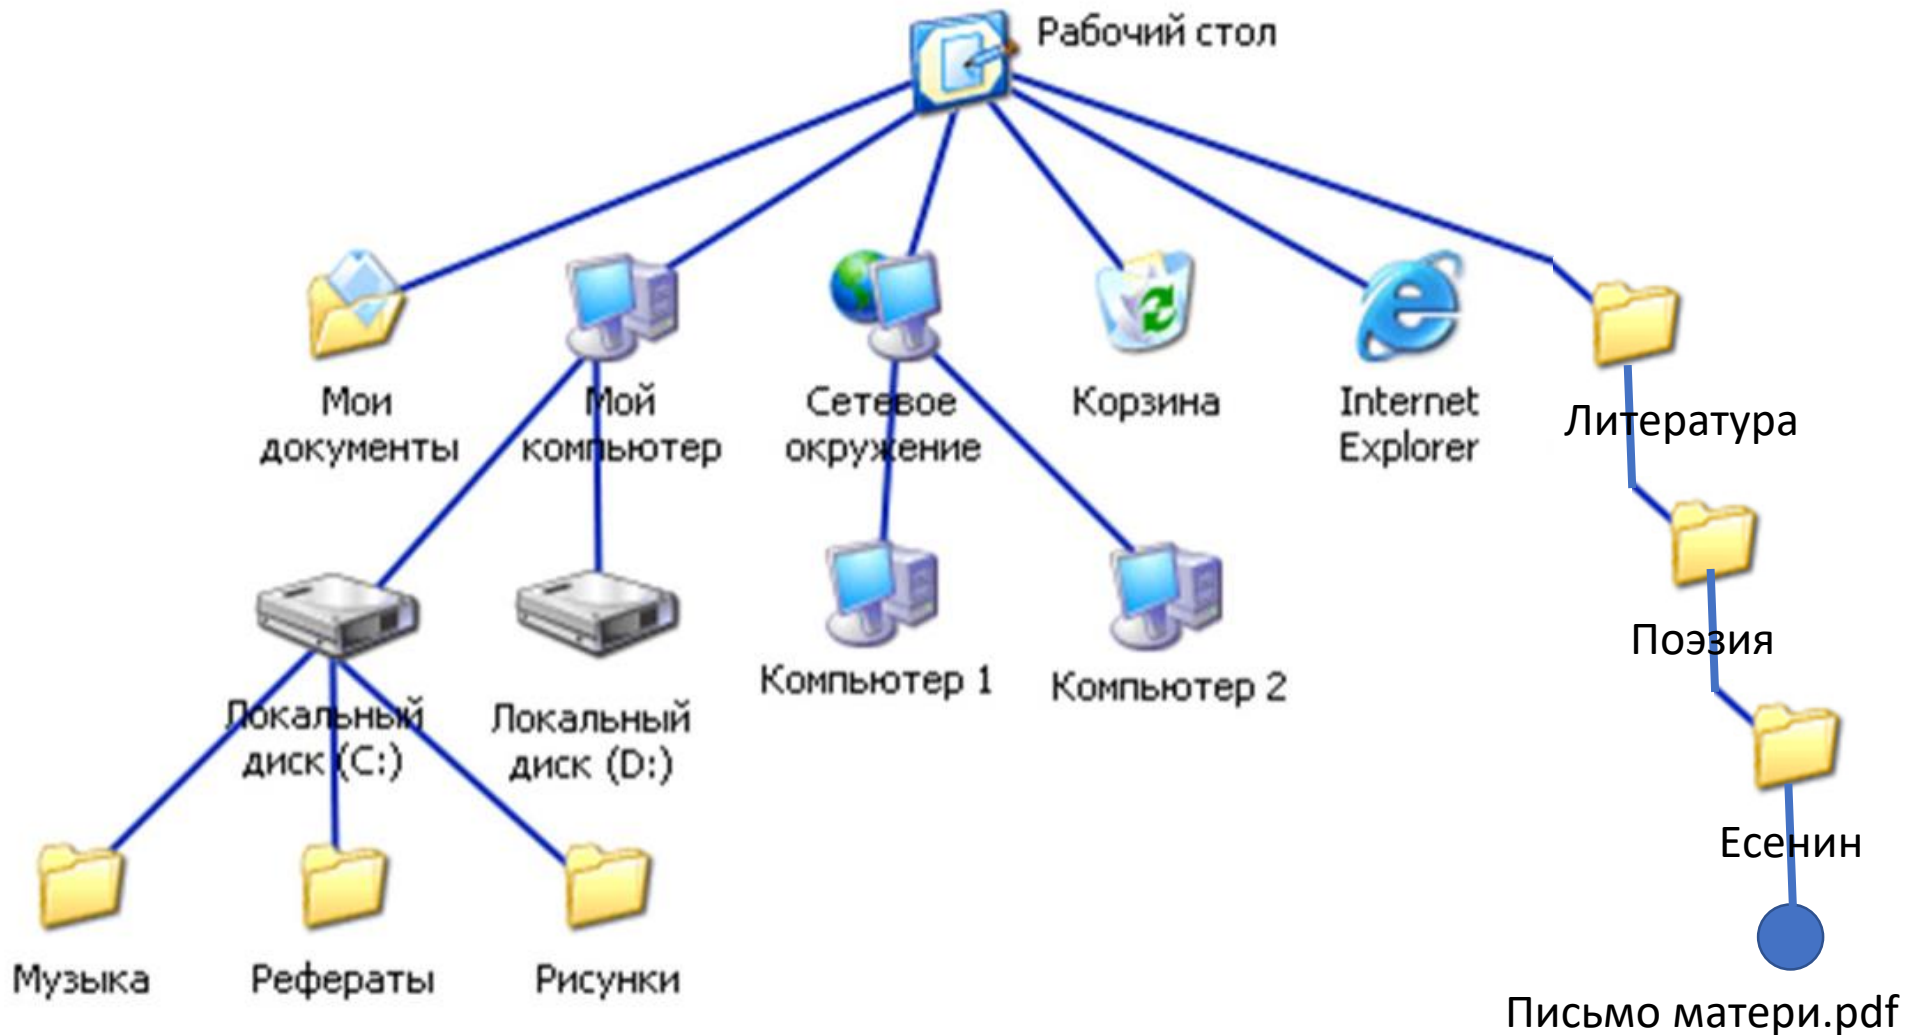 Рабочий стол
Мои
документы
Мой
компьютер
Сетевое
окружение
Корзина
Internet
Explorer
Литература
Поэзия
Компьютер 1
Компьютер 2
Локальный
диск (C:)
Локальный
диск (D:)
Есенин
Музыка
Рефераты
Рисунки
Письмо матери.pdf